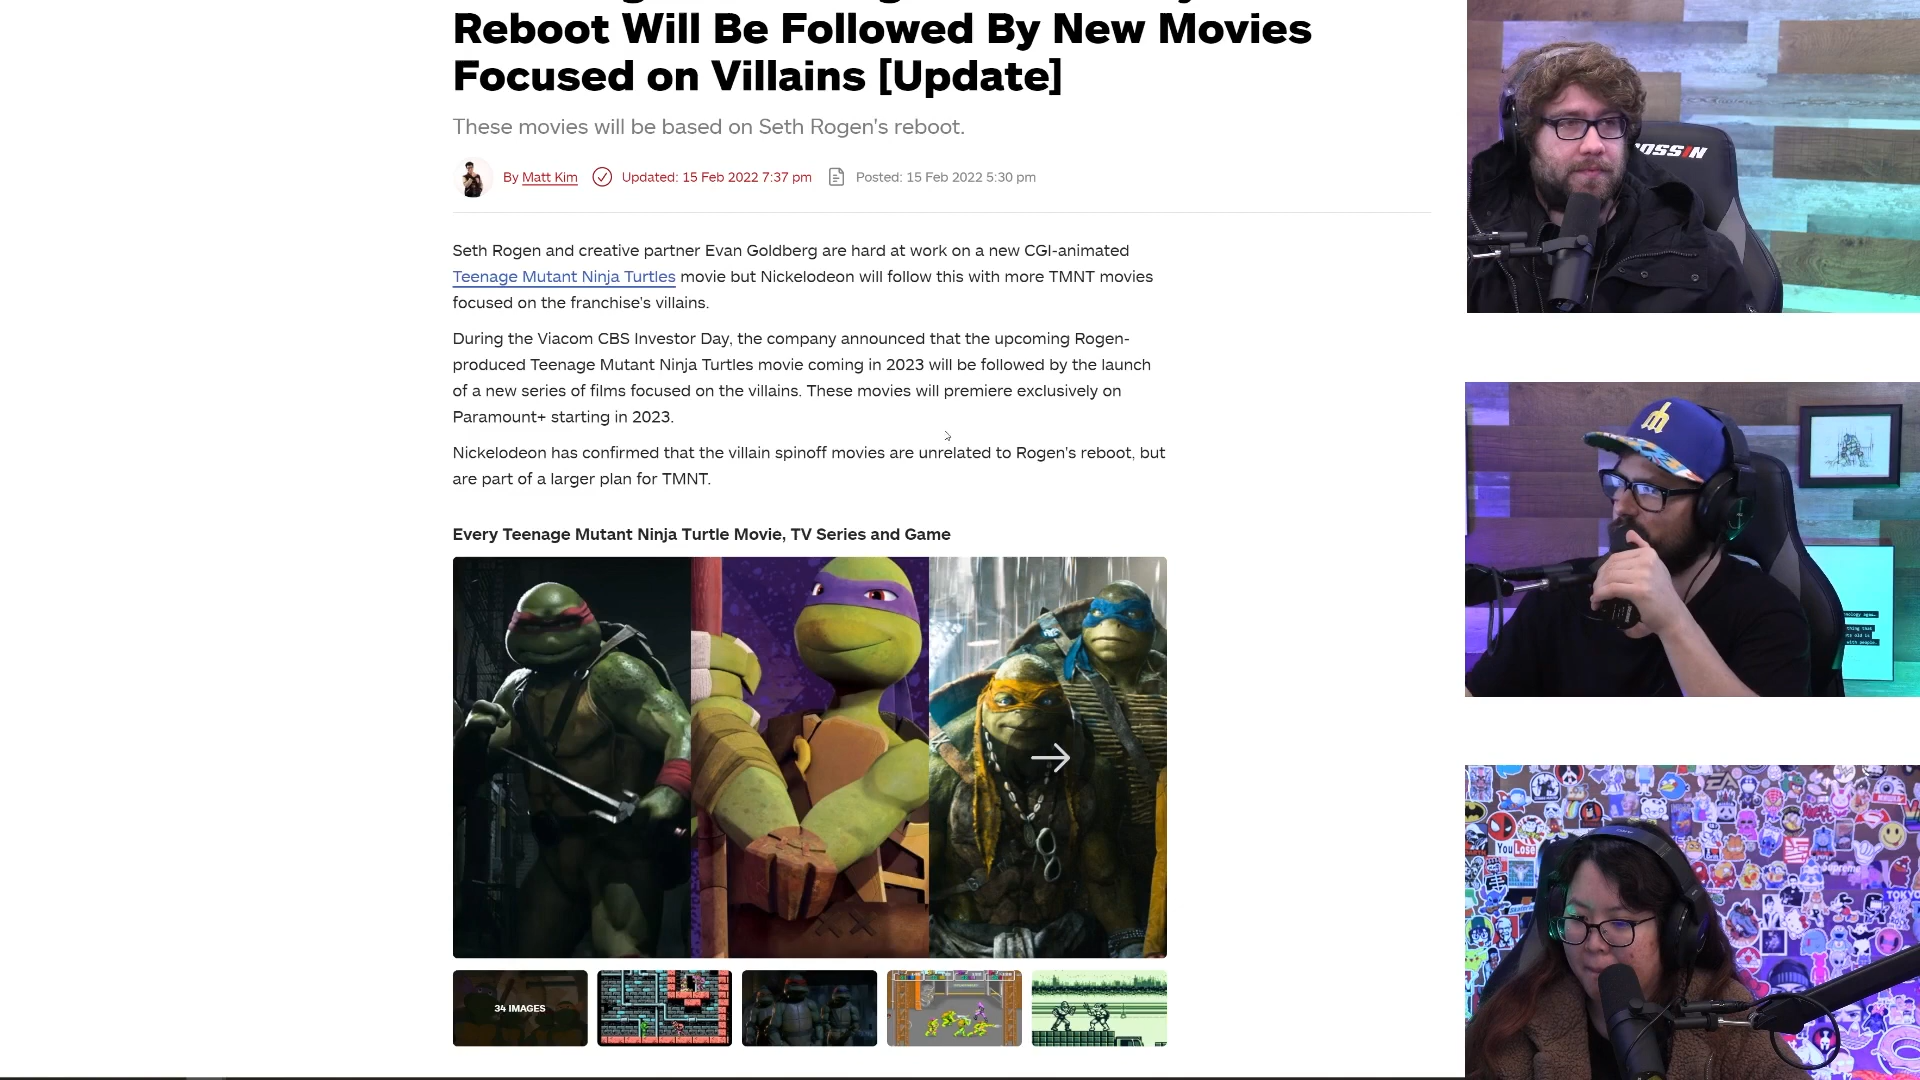 Reboot Will Be Followed By New Movies
Focused on Villains [Update]
These movies will be based on Seth Rogen's reboot.
By Matt Kim Updated: 15 Feb 2022 7:37 pm Posted: 15 Feb 2022 5:30 pm
Seth Rogen and creative partner Evan Goldberg are hard at work on a new CGI-animated
Teenage Mutant Ninja Turtles movie but Nickelodeon will follow this with more TMNT movies
focused on the franchise's villains.
During the Viacom CBS Investor Day, the company announced that the upcoming Rogen-
produced Teenage Mutant Ninja Turtles movie coming in 2023 will be followed by the launch
of a new series of films focused on the villains. These movies will premiere exclusively on
Paramount+ starting in 2023.
Nickelodeon has confirmed that the villain spinoff movies are unrelated to Rogen's reboot, but
are part of a larger plan for TMNT.
Every Teenage Mutant Ninja Turtle Movie, TV Series and Game
34 IMAGES
You Lose
Supreme
TOKYO